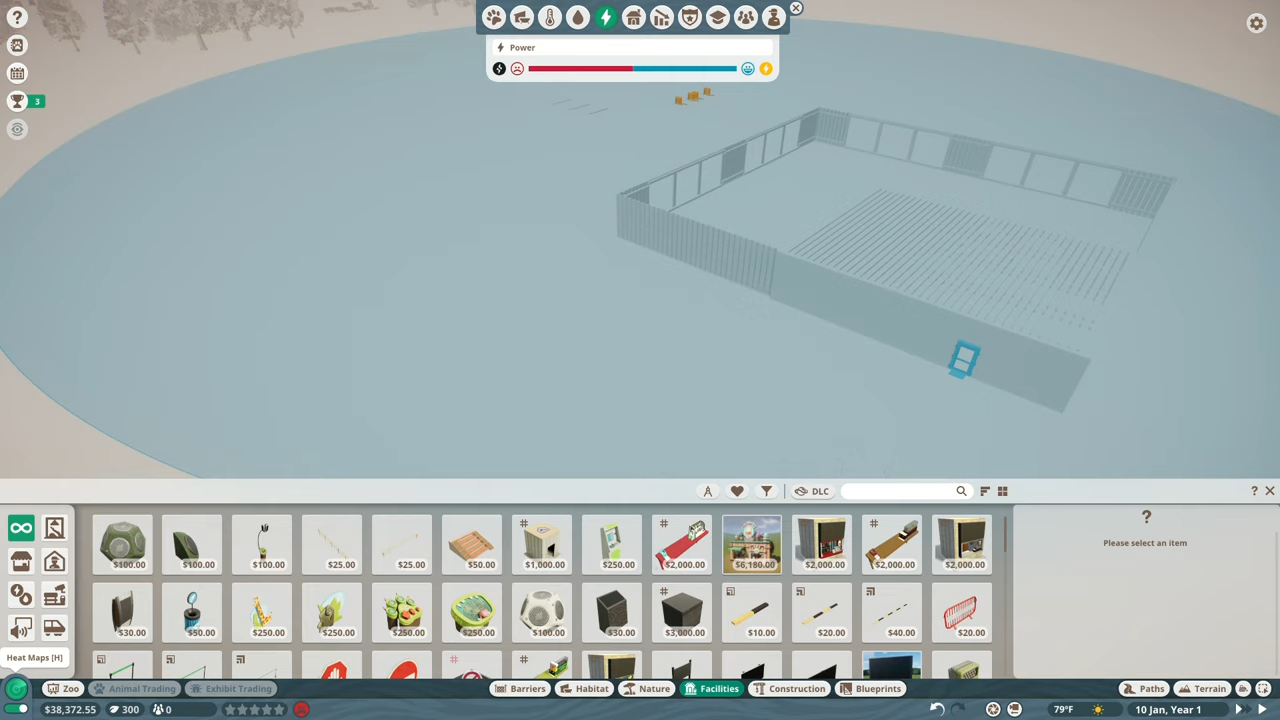 Power
3
? Please select an item
DLC
$100.00 $100.00 $100.00 $25.00 $25.00 $50.00 $1,000.00 $250.00 $2,000.00 $6,180.00 $2,000.00 $2,000.00 $2,000.00
$30.00 $50.00 $250.00 $250.00 $250.00 $250.00 $100.00 $30.00 $3,000.00 $10.00 $20.00 $40.00 $20.00
Heat Maps [H]
Zoo Animal Trading Exhibit Trading Barriers Habitat Nature Facilities Construction Blueprints Paths Terrain
$38,372.55 300 0 79°F 10 Jan, Year 1